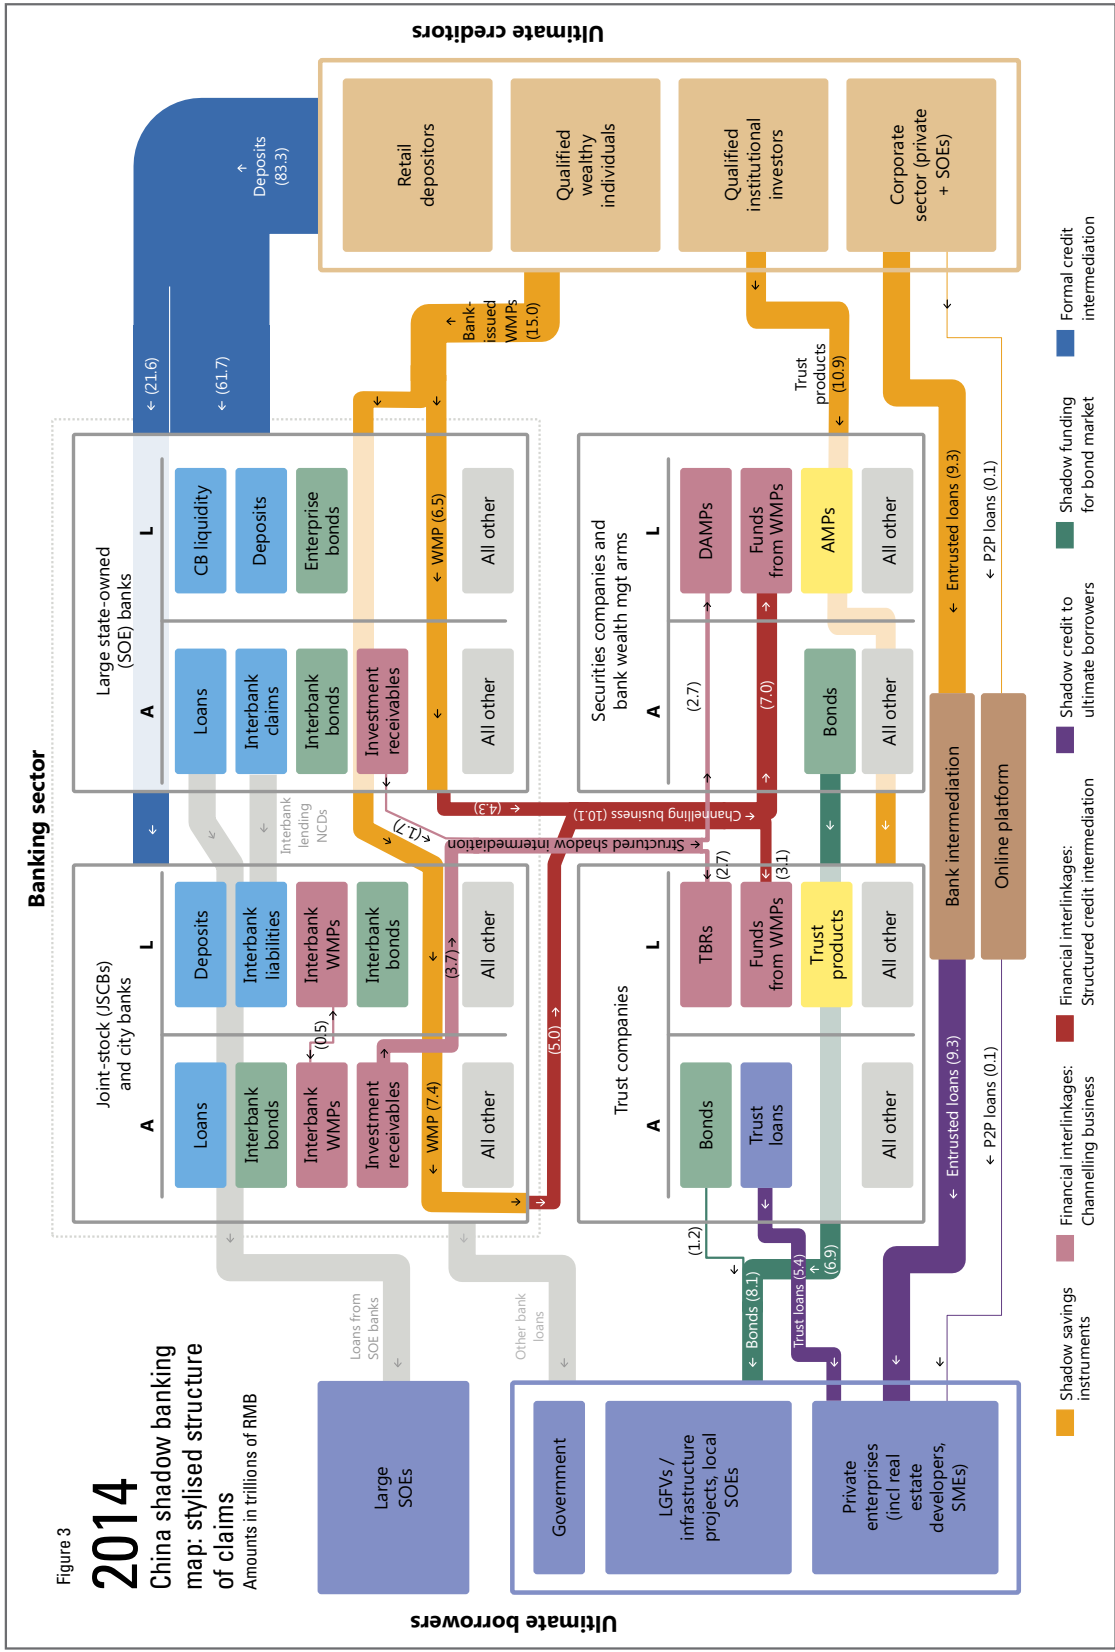 Figure 3
2014
China shadow banking
map: stylised structure
of claims
Amounts in trillions of RMB
Banking sector
Joint-stock (JSCBs)
and city banks
A
L
Loans
Interbank
bonds
Interbank
WMPs
Investment
receivables
All other
Deposits
Interbank
liabilities
Interbank
WMPs
Interbank
bonds
All other
(0.5)
(3.7)→
← WMP (7.4)
(5.0) →
Large state-owned
(SOE) banks
A
L
Loans
Interbank
claims
Interbank
bonds
Investment
receivables
All other
CB liquidity
Deposits
Enterprise
bonds
All other
← WMP (6.5)
Interbank
lending
NCDs
← (21.6)
← (61.7)
↑
Deposits
(83.3)
↑
Bank-
issued
WMPs
(15.0)
Trust
products
(10.9)
←(1.7)
← (4.3)
←Channelling business (10.1)
← Structured shadow intermediation
(2.7)
(2.7)
(7.0)
(3.1)
Trust companies
A
L
Bonds
Trust
loans
All other
TBRs
Funds
from WMPs
Trust
products
All other
Securities companies and
bank wealth mgt arms
A
L
Bonds
All other
DAMPs
Funds
from WMPs
AMPs
All other
Loans from
SOE banks
Other bank
loans
(1.2)
← Bonds (8.1)
Trust loans (5.4)
(6.9)
← Entrusted loans (9.3)
← P2P loans (0.1)
Bank intermediation
Online platform
← Entrusted loans (9.3)
← P2P loans (0.1)
Ultimate borrowers
Large
SOEs
Government
LGFVs /
infrastructure
projects, local
SOEs
Private
enterprises
(incl real
estate
developers,
SMEs)
Ultimate creditors
Retail
depositors
Qualified
wealthy
individuals
Qualified
institutional
investors
Corporate
sector (private
+ SOEs)
Shadow savings
instruments
Financial interlinkages:
Channelling business
Financial interlinkages:
Structured credit intermediation
Shadow credit to
ultimate borrowers
Shadow funding
for bond market
Formal credit
intermediation